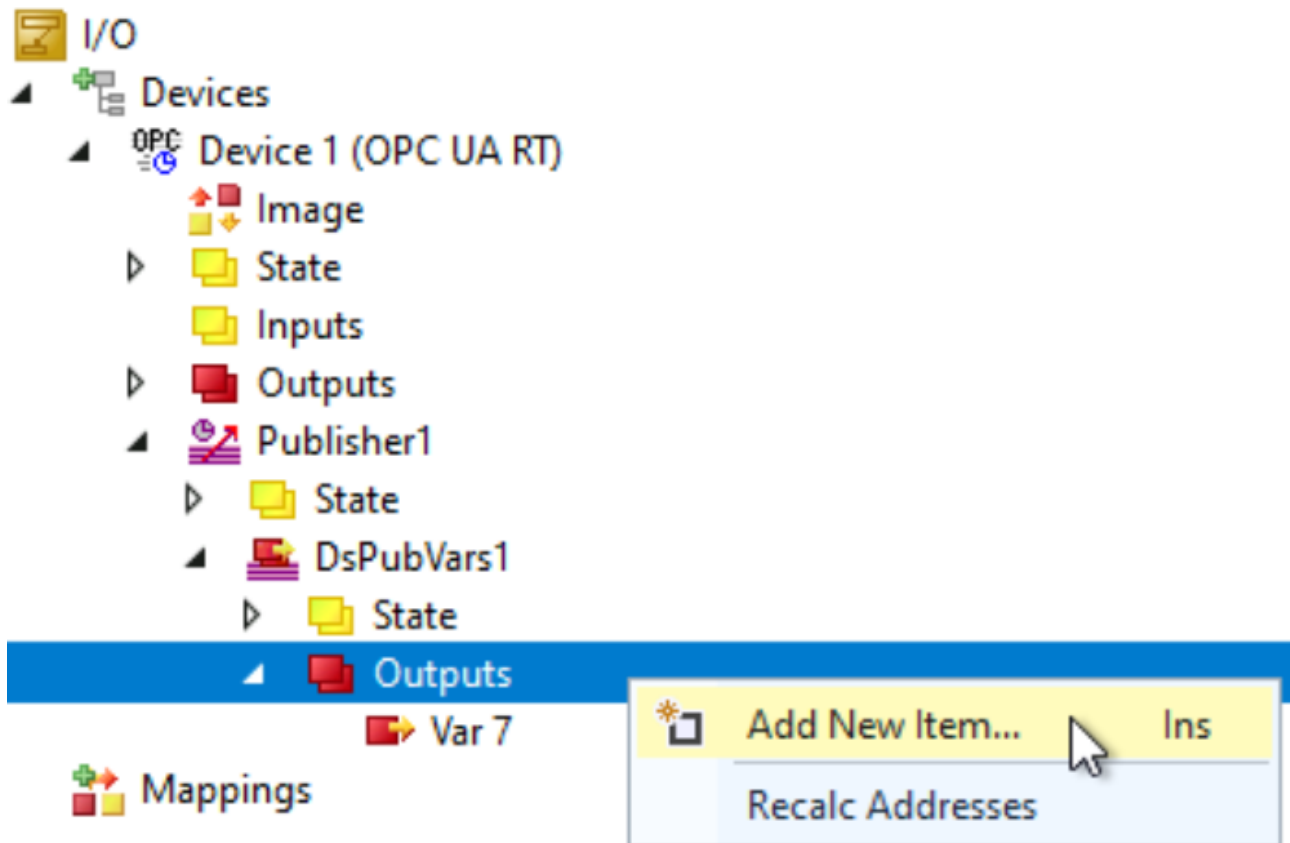 I/O
Devices
OPC Device 1 (OPC UA RT)
Image
State
Inputs
Outputs
Publisher1
State
DsPubVars1
State
Outputs
Var 7 Add New Item... Ins
Mappings Recalc Addresses